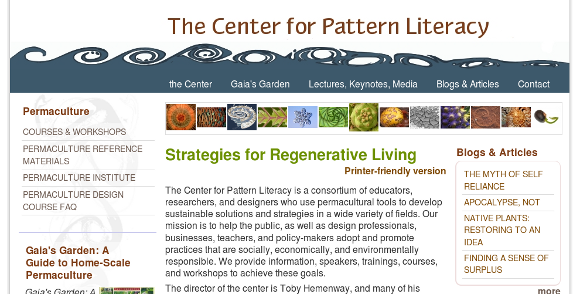 The Center for Pattern Literacy
the Center Gaia's Garden Lectures, Keynotes, Media Blogs & Articles Contact
Permaculture
COURSES & WORKSHOPS
PERMACULTURE REFERENCE
MATERIALS
PERMACULTURE INSTITUTE
PERMACULTURE DESIGN
COURSE FAQ
Gaia's Garden: A
Guide to Home-Scale
Permaculture
Gaia's Garden: A
Strategies for Regenerative Living
Printer-friendly version
The Center for Pattern Literacy is a consortium of educators,
researchers, and designers who use permacultural tools to develop
sustainable solutions and strategies in a wide variety of fields. Our
mission is to help the public, as well as design professionals,
businesses, teachers, and policy-makers adopt and promote
practices that are socially, economically, and environmentally
responsible. We provide information, speakers, trainings, courses,
and workshops to achieve these goals.
The director of the center is Toby Hemenway, and many of his
Blogs & Articles
THE MYTH OF SELF
RELIANCE
APOCALYPSE, NOT
NATIVE PLANTS:
RESTORING TO AN
IDEA
FINDING A SENSE OF
SURPLUS
more